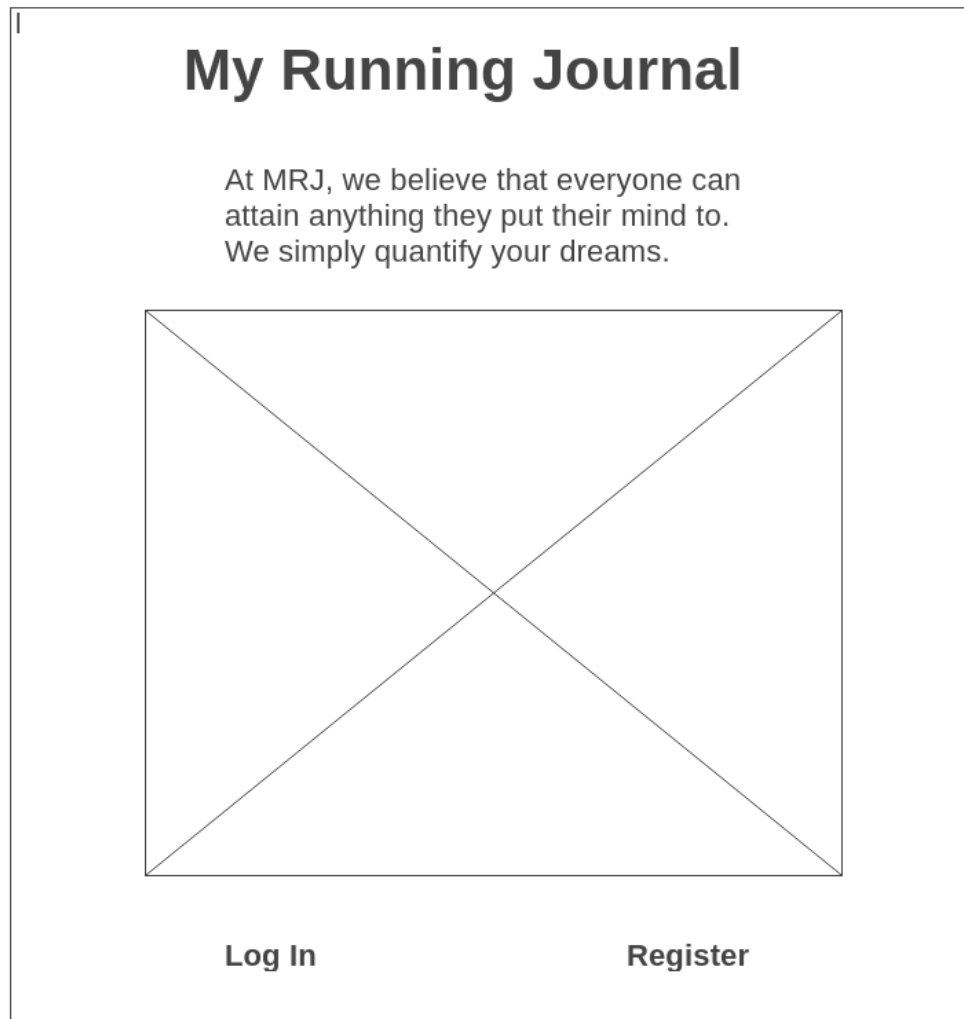 My Running Journal
At MRJ, we believe that everyone can
attain anything they put their mind to.
We simply quantify your dreams.
Log In
Register